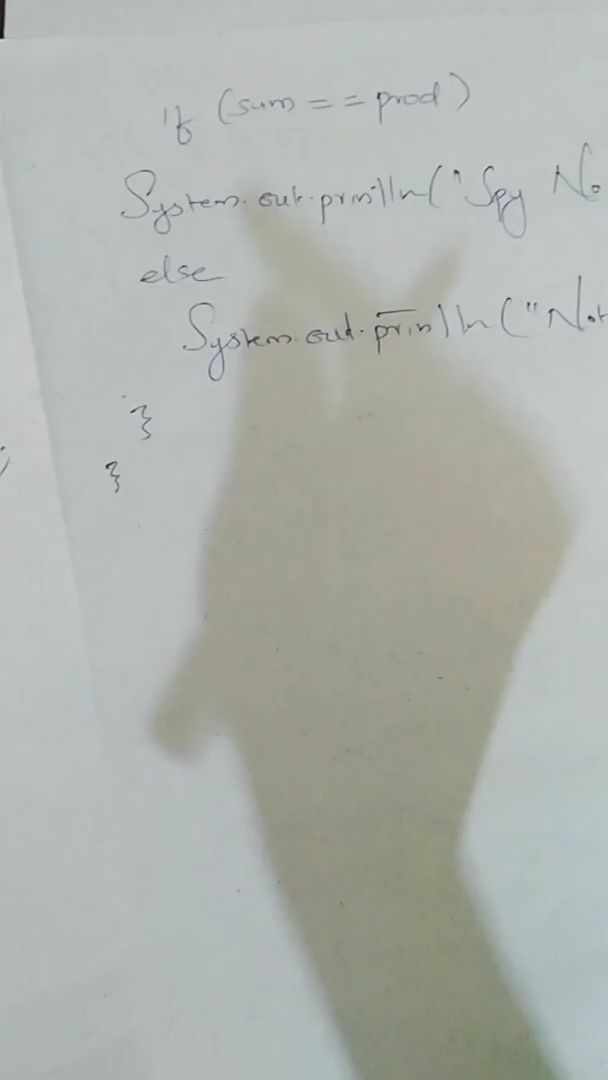 if (sum == prod)
System.out.println("Spy No
else
System.out.println("Not
}
}
;